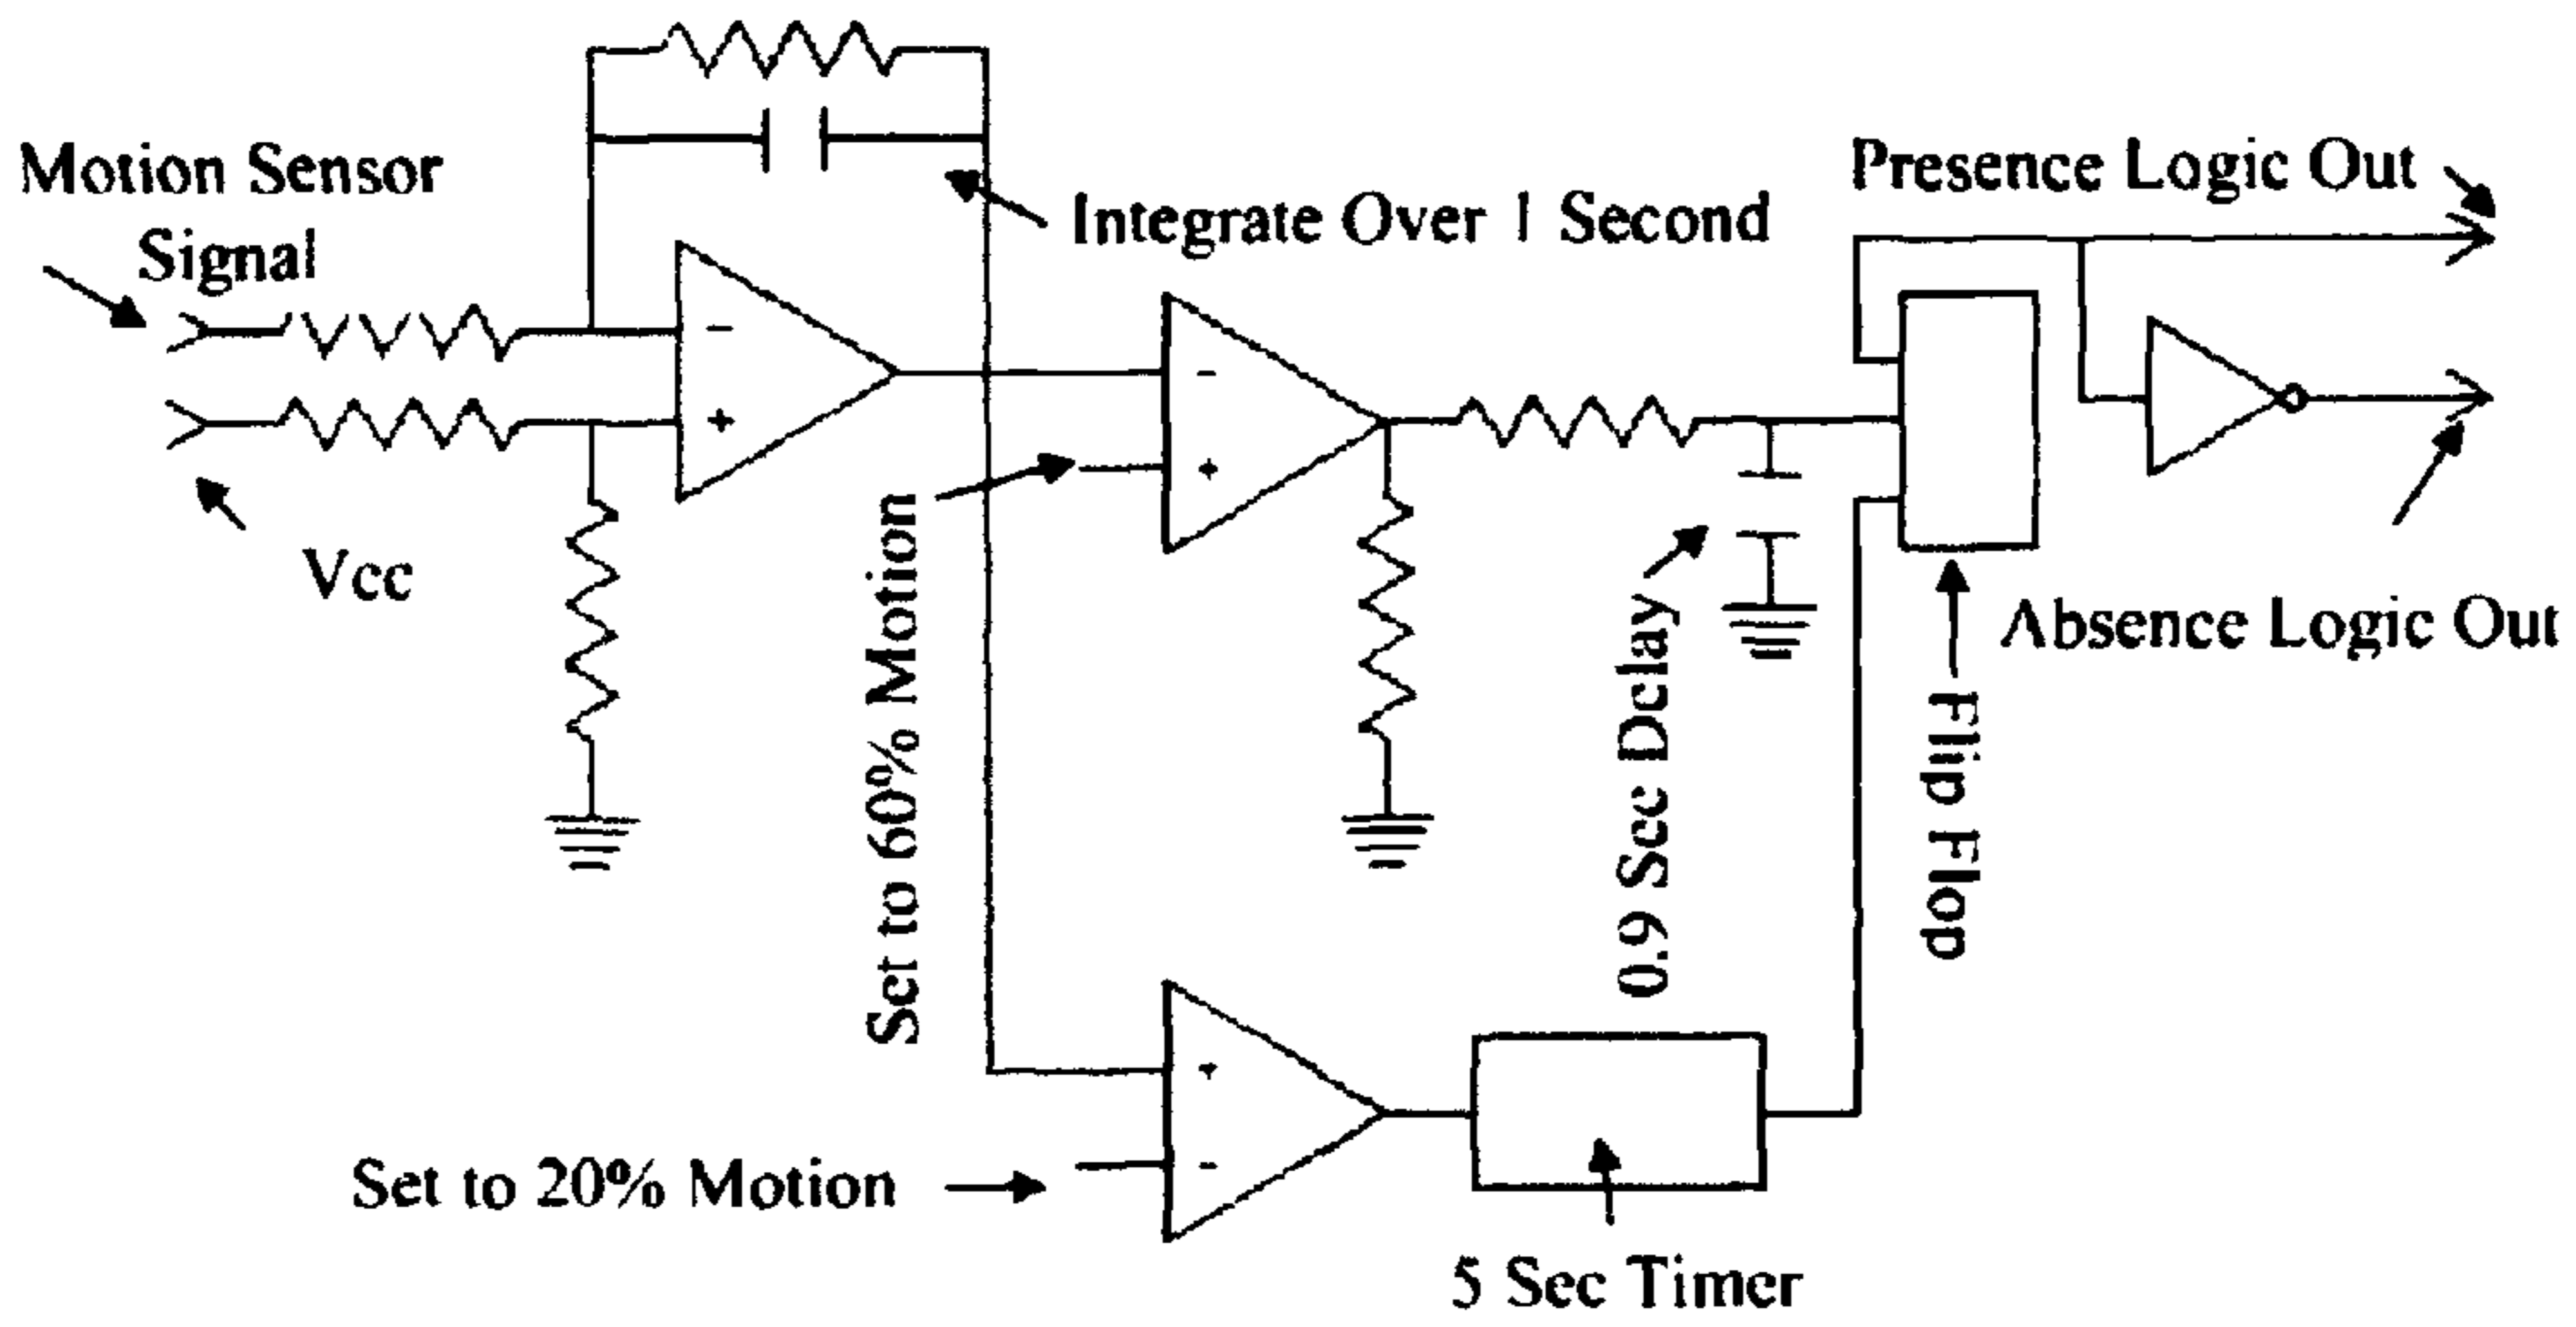 Motion Sensor
Signal
Integrate Over 1 Second
Presence Logic Out
-
+
-
+
Vcc
Set to 60% Motion
0.9 Sec Delay
Flip Flop
Absence Logic Out
+
-
Set to 20% Motion
5 Sec Timer